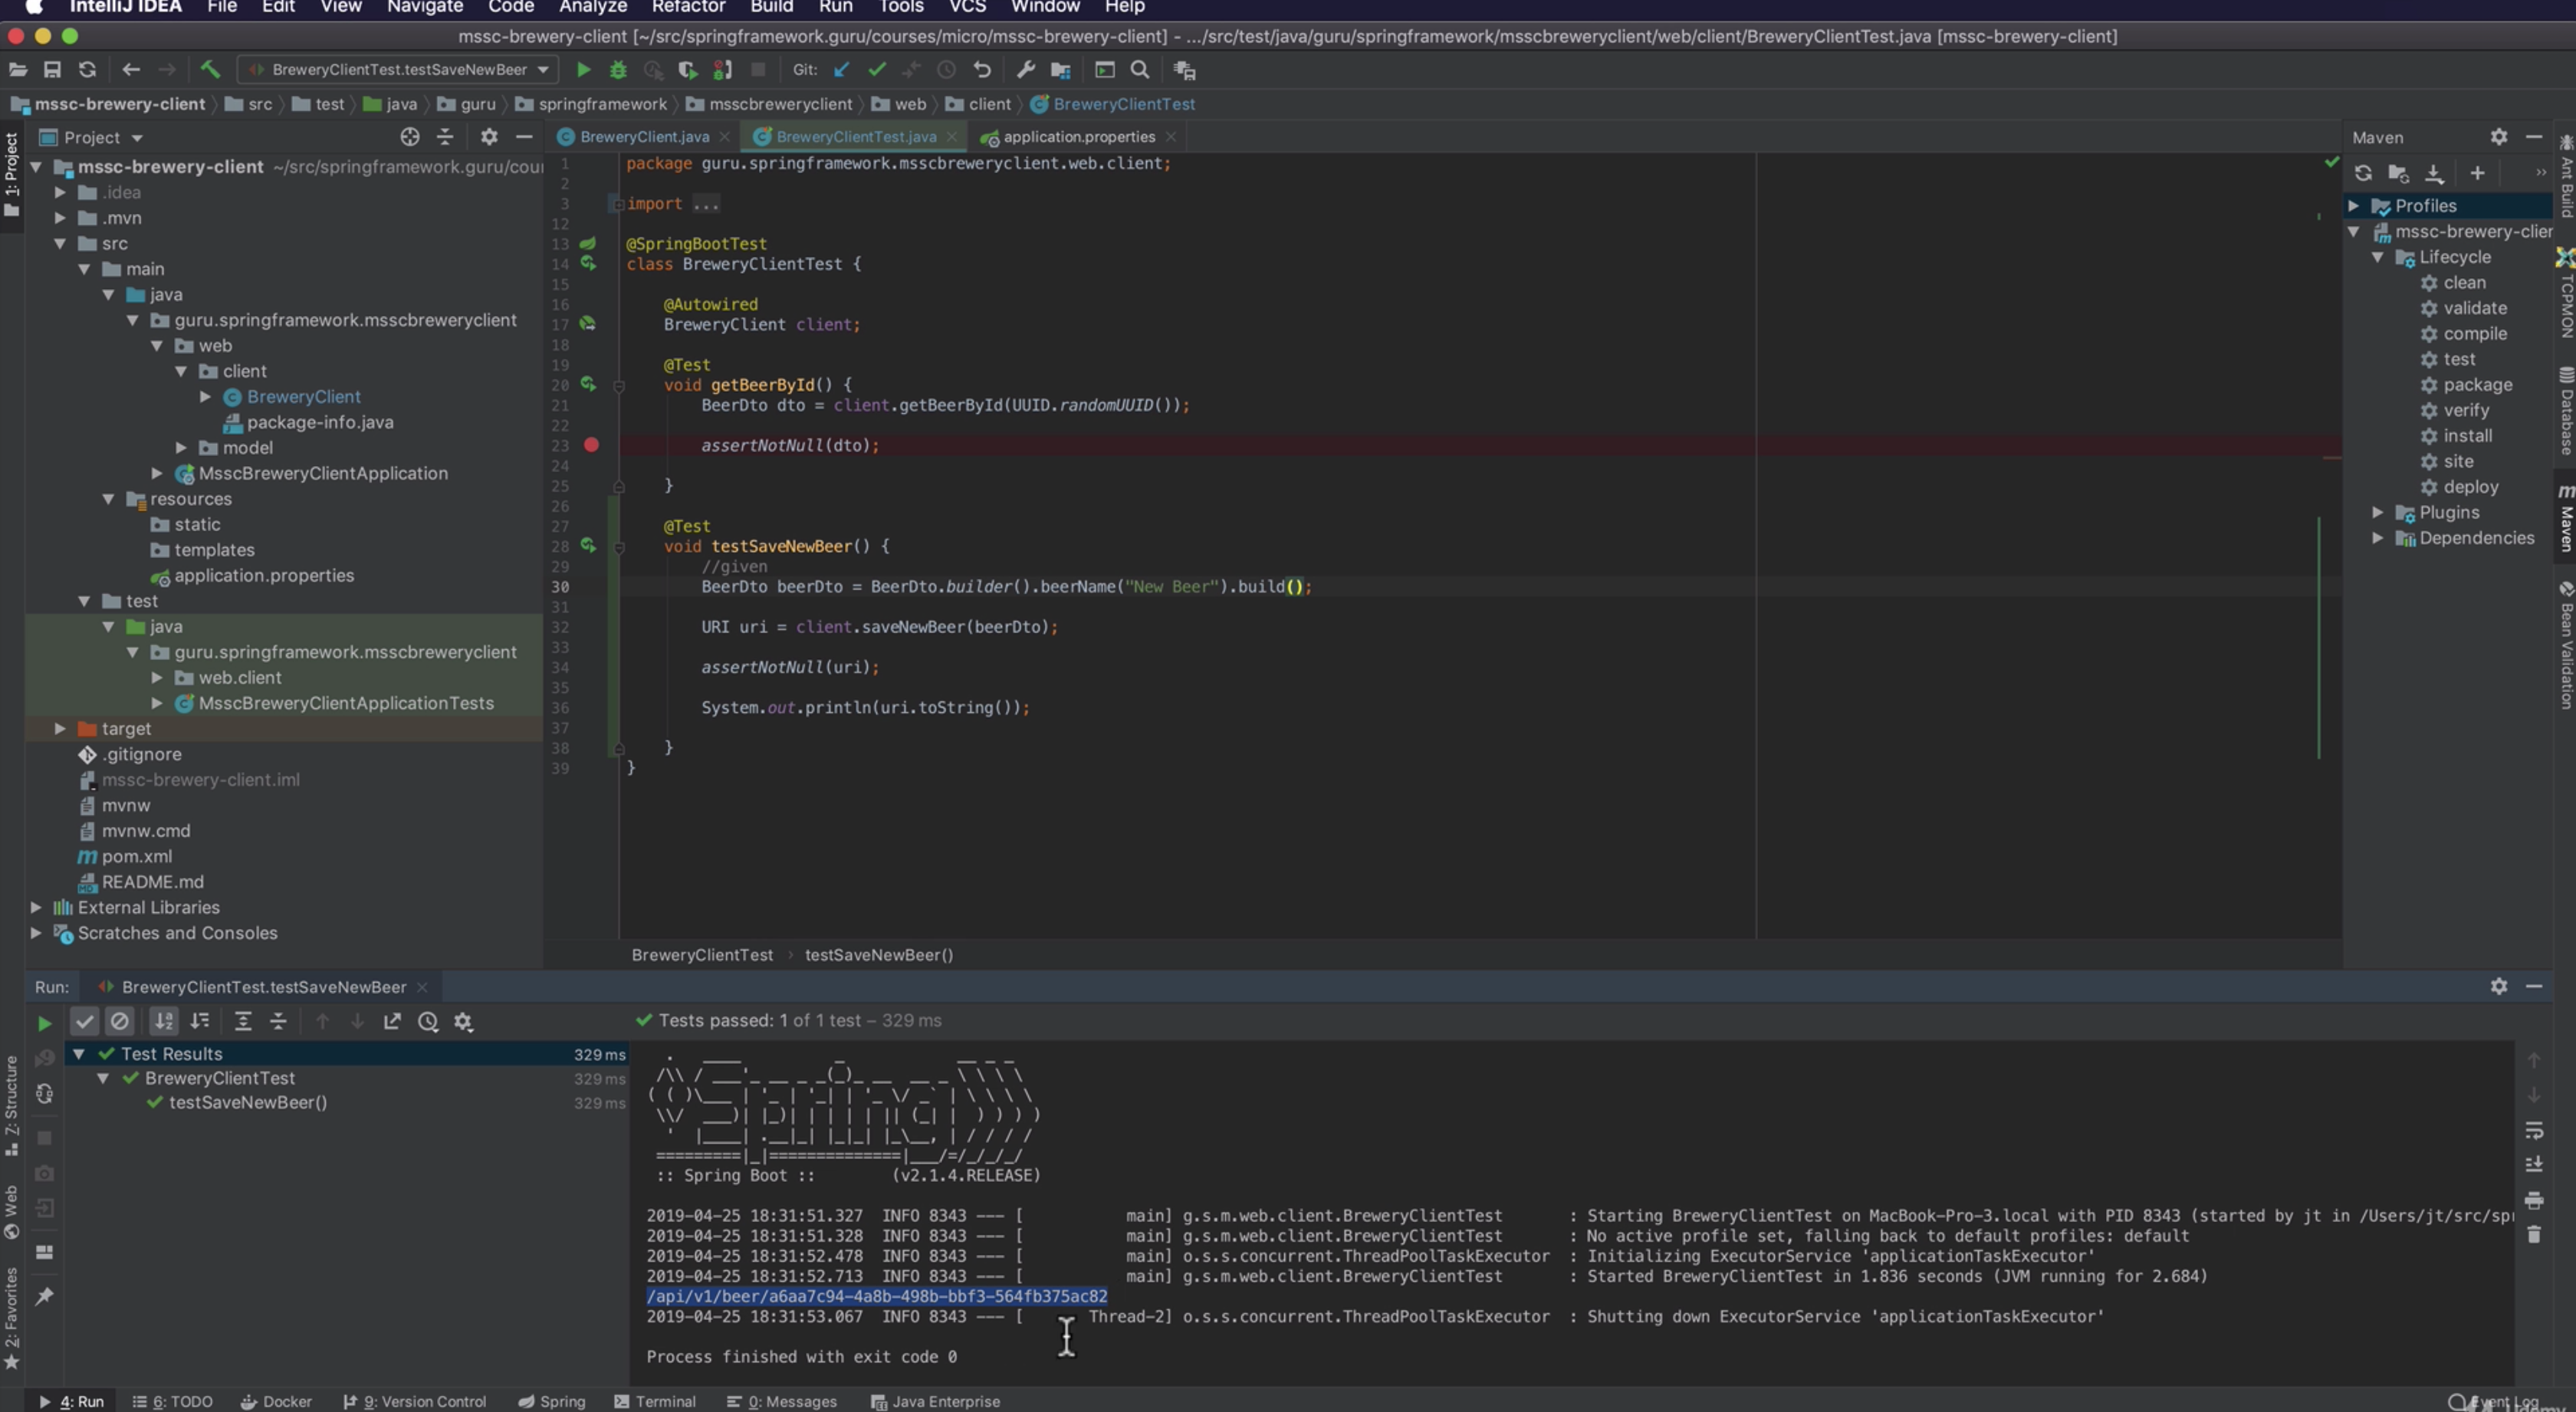 IntelliJ IDEA File Edit View Navigate Code Analyze Refactor Build Run Tools VCS Window Help
mssc-brewery-client [~/src/springframework.guru/courses/micro/mssc-brewery-client] - .../src/test/java/guru/springframework/msscbreweryclient/web/client/BreweryClientTest.java [mssc-brewery-client]
BreweryClientTest.testSaveNewBeer Git:
mssc-brewery-client src test java guru springframework msscbreweryclient web client BreweryClientTest
1: Project
Project
mssc-brewery-client ~/src/springframework.guru/cour
.idea
.mvn
src
main
java
guru.springframework.msscbreweryclient
web
client
BreweryClient
package-info.java
model
MsscBreweryClientApplication
resources
static
templates
application.properties
test
java
guru.springframework.msscbreweryclient
web.client
MsscBreweryClientApplicationTests
target
.gitignore
mssc-brewery-client.iml
mvnw
mvnw.cmd
pom.xml
README.md
External Libraries
Scratches and Consoles
BreweryClient.java BreweryClientTest.java application.properties
1 package guru.springframework.msscbreweryclient.web.client;
2
3 import ...
12
13 @SpringBootTest
14 class BreweryClientTest {
15
16 @Autowired
17 BreweryClient client;
18
19 @Test
20 void getBeerById() {
21 BeerDto dto = client.getBeerById(UUID.randomUUID());
22
23 assertNotNull(dto);
24
25 }
26
27 @Test
28 void testSaveNewBeer() {
29 //given
30 BeerDto beerDto = BeerDto.builder().beerName("New Beer").build();
31
32 URI uri = client.saveNewBeer(beerDto);
33
34 assertNotNull(uri);
35
36 System.out.println(uri.toString());
37
38 }
39 }
BreweryClientTest › testSaveNewBeer()
Maven
Profiles
mssc-brewery-clier
Lifecycle
clean
validate
compile
test
package
verify
install
site
deploy
Plugins
Dependencies
Ant Build
TCPMON
Database
Maven
Bean Validation
Run: BreweryClientTest.testSaveNewBeer
Tests passed: 1 of 1 test – 329 ms
Test Results 329 ms
BreweryClientTest 329 ms
testSaveNewBeer() 329 ms
Z: Structure
Web
2: Favorites
Spring
:: Spring Boot :: (v2.1.4.RELEASE)
2019-04-25 18:31:51.327 INFO 8343 --- [ main] g.s.m.web.client.BreweryClientTest : Starting BreweryClientTest on MacBook-Pro-3.local with PID 8343 (started by jt in /Users/jt/src/spr
2019-04-25 18:31:51.328 INFO 8343 --- [ main] g.s.m.web.client.BreweryClientTest : No active profile set, falling back to default profiles: default
2019-04-25 18:31:52.478 INFO 8343 --- [ main] o.s.s.concurrent.ThreadPoolTaskExecutor : Initializing ExecutorService 'applicationTaskExecutor'
2019-04-25 18:31:52.713 INFO 8343 --- [ main] g.s.m.web.client.BreweryClientTest : Started BreweryClientTest in 1.836 seconds (JVM running for 2.684)
/api/v1/beer/a6aa7c94-4a8b-498b-bbf3-564fb375ac82
2019-04-25 18:31:53.067 INFO 8343 --- [ Thread-2] o.s.s.concurrent.ThreadPoolTaskExecutor : Shutting down ExecutorService 'applicationTaskExecutor'
Process finished with exit code 0
4: Run 6: TODO Docker 9: Version Control Spring Terminal 0: Messages Java Enterprise Event Log